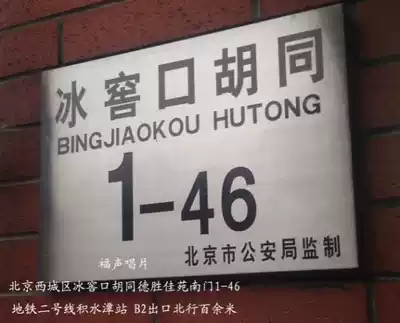 冰窖口胡同
BINGJIAOKOU HUTONG
1-46
北京市公安局监制
福声唱片
北京西城区冰窖口胡同德胜佳苑南门1-46
地铁二号线积水潭站 B2出口北行百余米